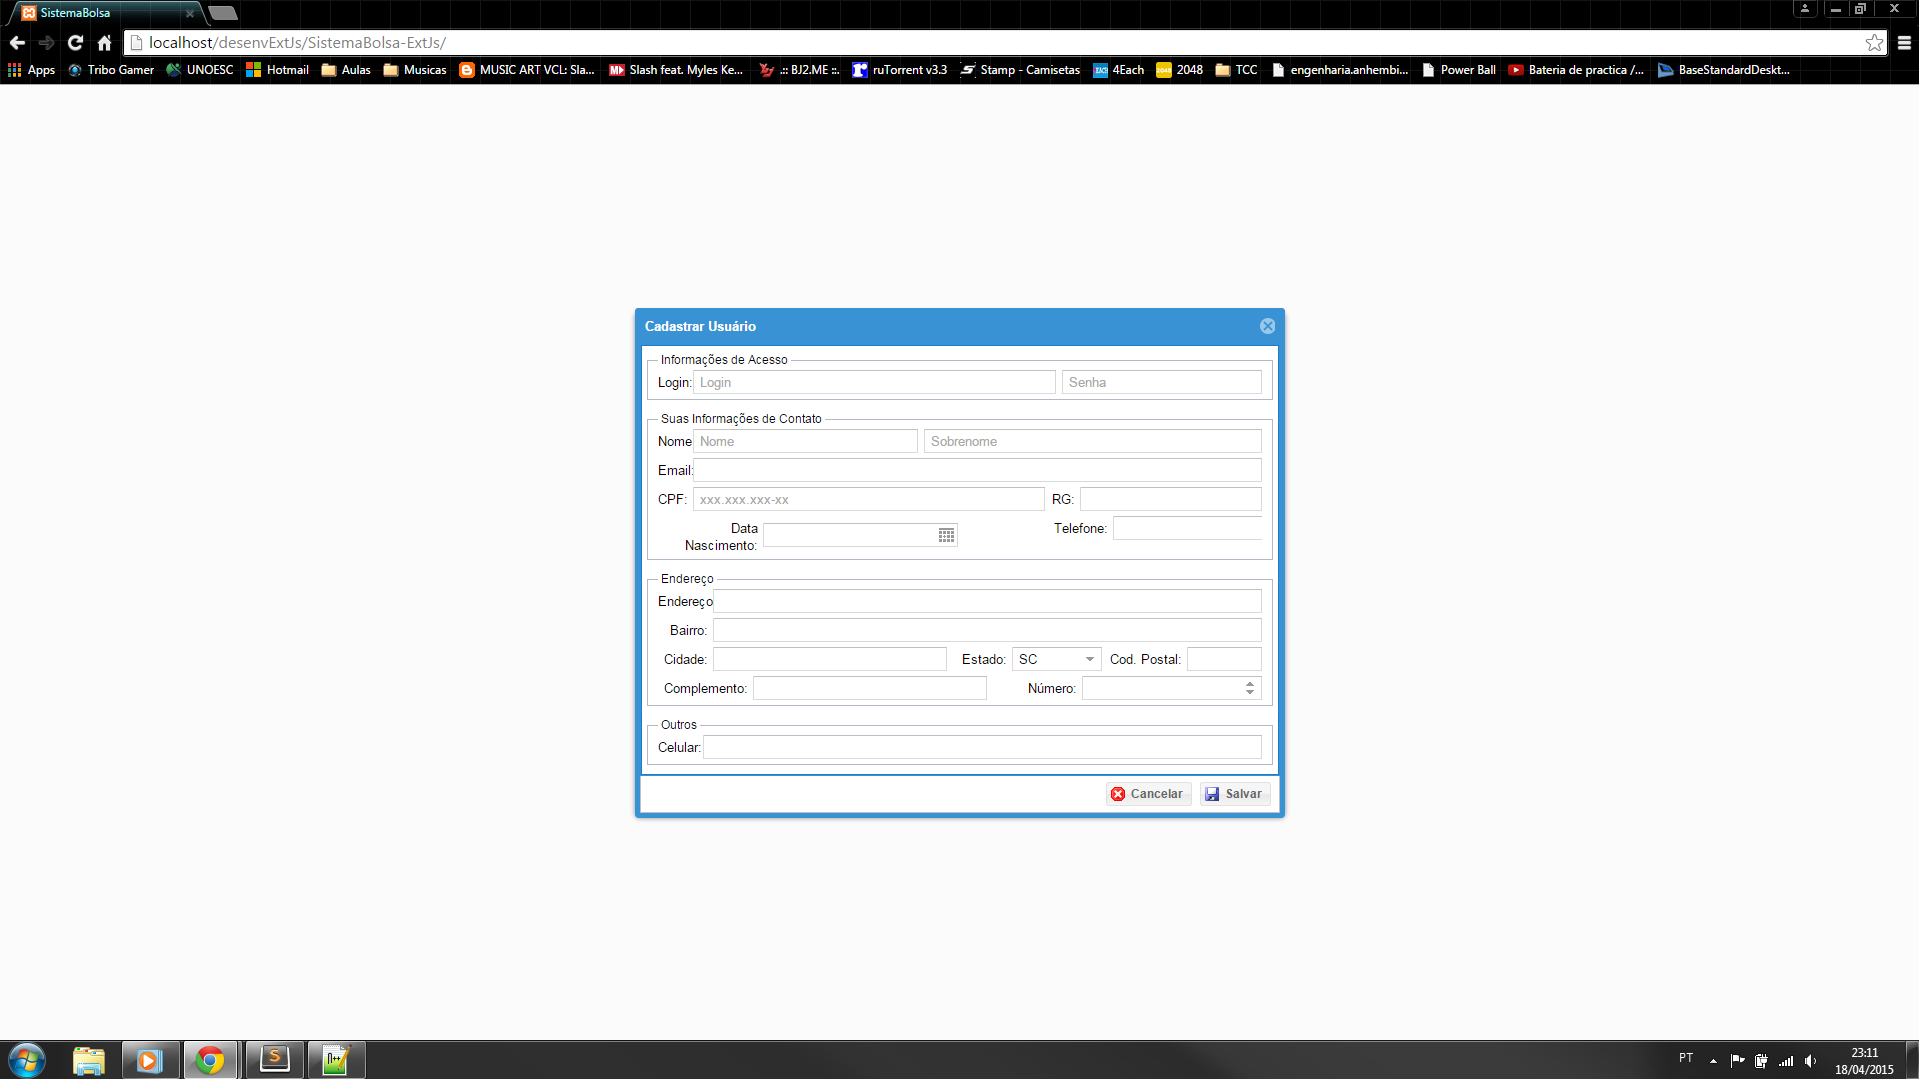 SistemaBolsa
localhost/desenvExtJs/SistemaBolsa-ExtJs/
Apps Tribo Gamer UNOESC Hotmail Aulas Musicas MUSIC ART VCL: Sla... Slash feat. Myles Ke... .:: BJ2.ME ::. ruTorrent v3.3 Stamp - Camisetas 4Each 2048 TCC engenharia.anhembi... Power Ball Bateria de practica /... BaseStandardDeskt...
Cadastrar Usuário
Informações de Acesso
Login: Login Senha
Suas Informações de Contato
Nome Nome Sobrenome
Email:
CPF: xxx.xxx.xxx-xx RG:
Data Nascimento: Telefone:
Endereço
Endereço
Bairro:
Cidade: Estado: SC Cod. Postal:
Complemento: Número:
Outros
Celular:
Cancelar Salvar
PT 23:11
18/04/2015